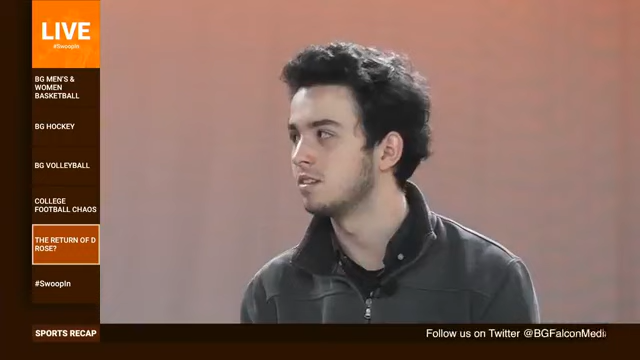 LIVE
#SwoopIn
BG MEN'S &
WOMEN
BASKETBALL
BG HOCKEY
BG VOLLEYBALL
COLLEGE
FOOTBALL CHAOS
THE RETURN OF D
ROSE?
#SwoopIn
SPORTS RECAP
Follow us on Twitter @BGFalconMedia